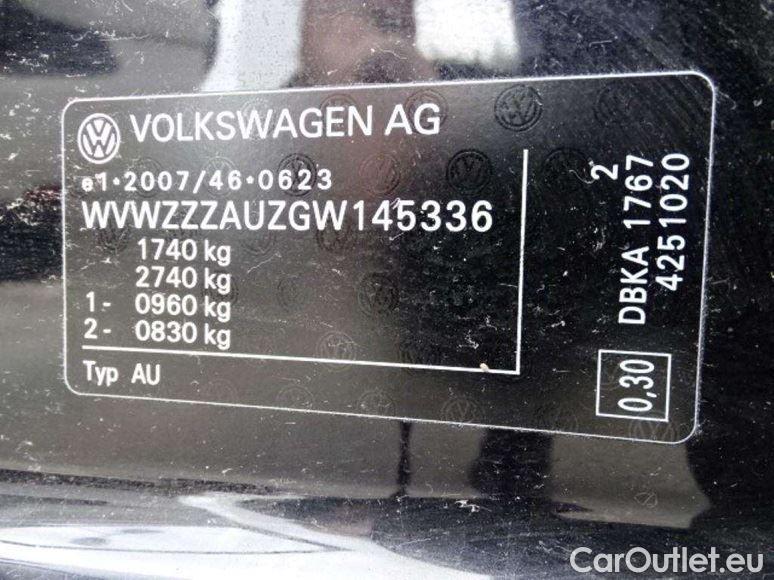 VOLKSWAGEN AG
e1*2007/46*0623
WVWZZZAUZGW145336
1740 kg
2740 kg
1- 0960 kg
2- 0830 kg
Typ AU
2
DBKA 1767
4251020
0,30
CarOutlet.eu